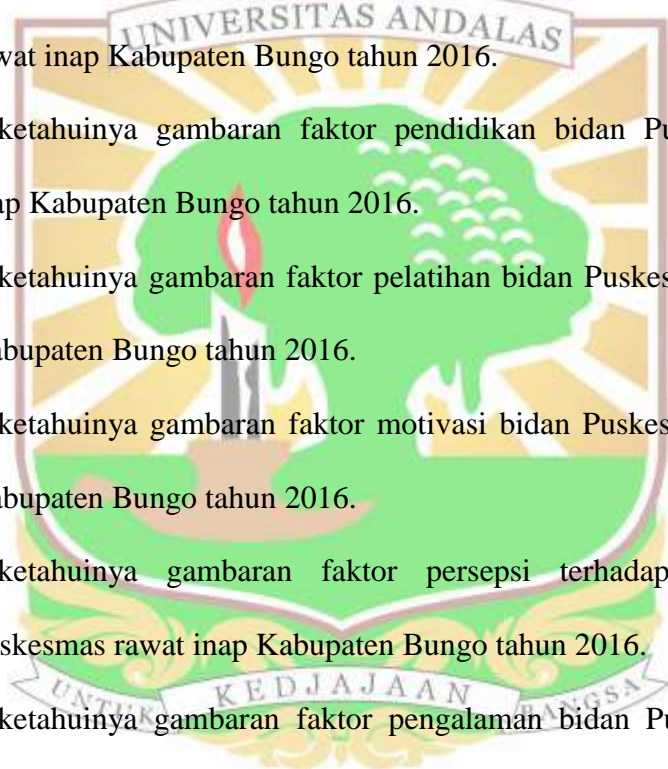 UNIVERSITAS ANDALAS
wat inap Kabupaten Bungo tahun 2016.
ketahuinya gambaran faktor pendidikan bidan Pu
ap Kabupaten Bungo tahun 2016.
ketahuinya gambaran faktor pelatihan bidan Puskes
abupaten Bungo tahun 2016.
ketahuinya gambaran faktor motivasi bidan Puskes
abupaten Bungo tahun 2016.
ketahuinya gambaran faktor persepsi terhadap
skesmas rawat inap Kabupaten Bungo tahun 2016.
UNTUK KEDJAJAAN BANGSA
ketahuinya gambaran faktor pengalaman bidan Pu